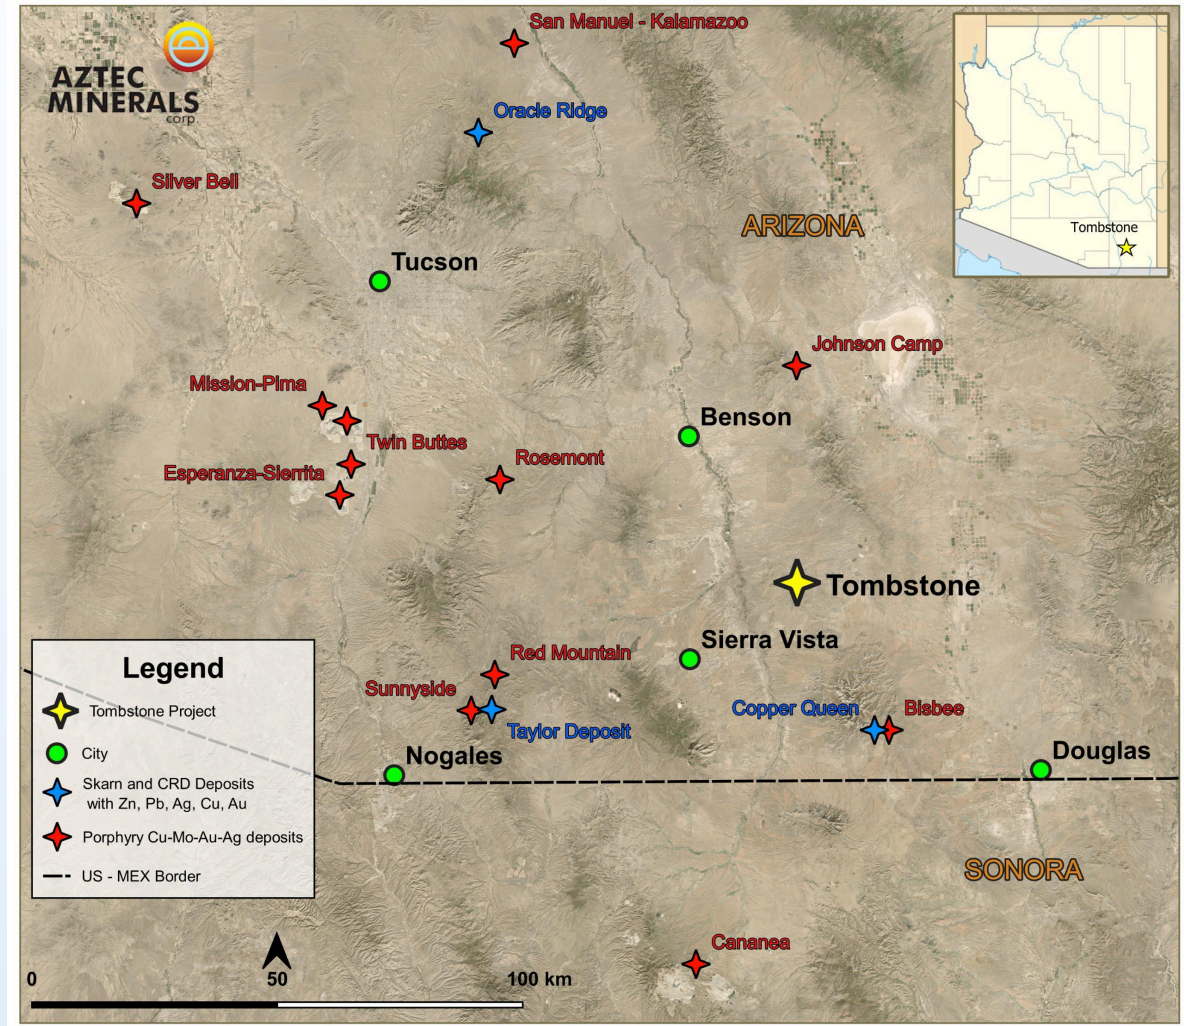 San Manuel - Kalamazoo
AZTEC
MINERALS
corp.
Oracle Ridge
Silver Bell
ARIZONA
Tombstone
Tucson
Johnson Camp
Mission-Pima
Benson
Twin Buttes
Rosemont
Esperanza-Sierrita
Tombstone
Sierra Vista
Red Mountain
Sunnyside
Copper Queen
Bisbee
Taylor Deposit
Nogales
Douglas
Legend
Tombstone Project
City
Skarn and CRD Deposits
with Zn, Pb, Ag, Cu, Au
Porphyry Cu-Mo-Au-Ag deposits
US - MEX Border
SONORA
Cananea
0 50 100 km